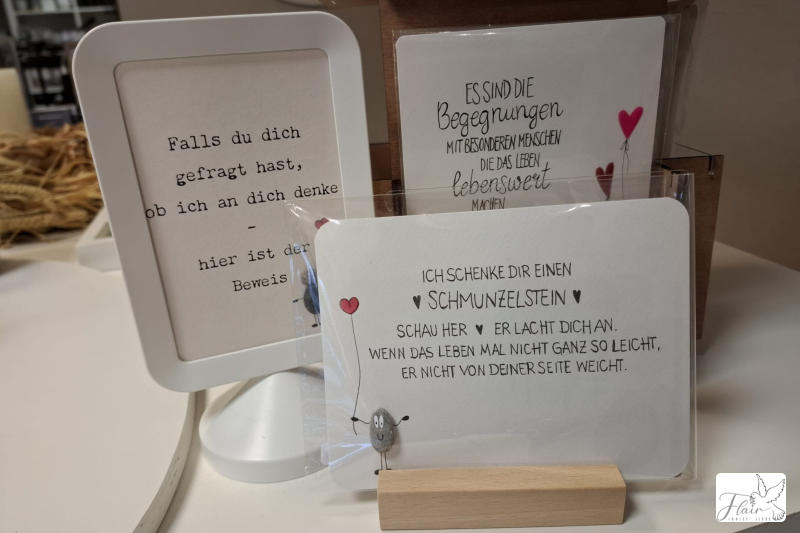 Falls du dich
gefragt hast,
ob ich an dich denke
–
hier ist der
Beweis
ES SIND DIE
Begegnungen
MIT BESONDEREN MENSCHEN
DIE DAS LEBEN
lebenswert
MACHEN
ICH SCHENKE DIR EINEN
♥ SCHMUNZELSTEIN ♥
SCHAU HER ♥ ER LACHT DICH AN.
WENN DAS LEBEN MAL NICHT GANZ SO LEICHT,
ER NICHT VON DEINER SEITE WEICHT.
Flair